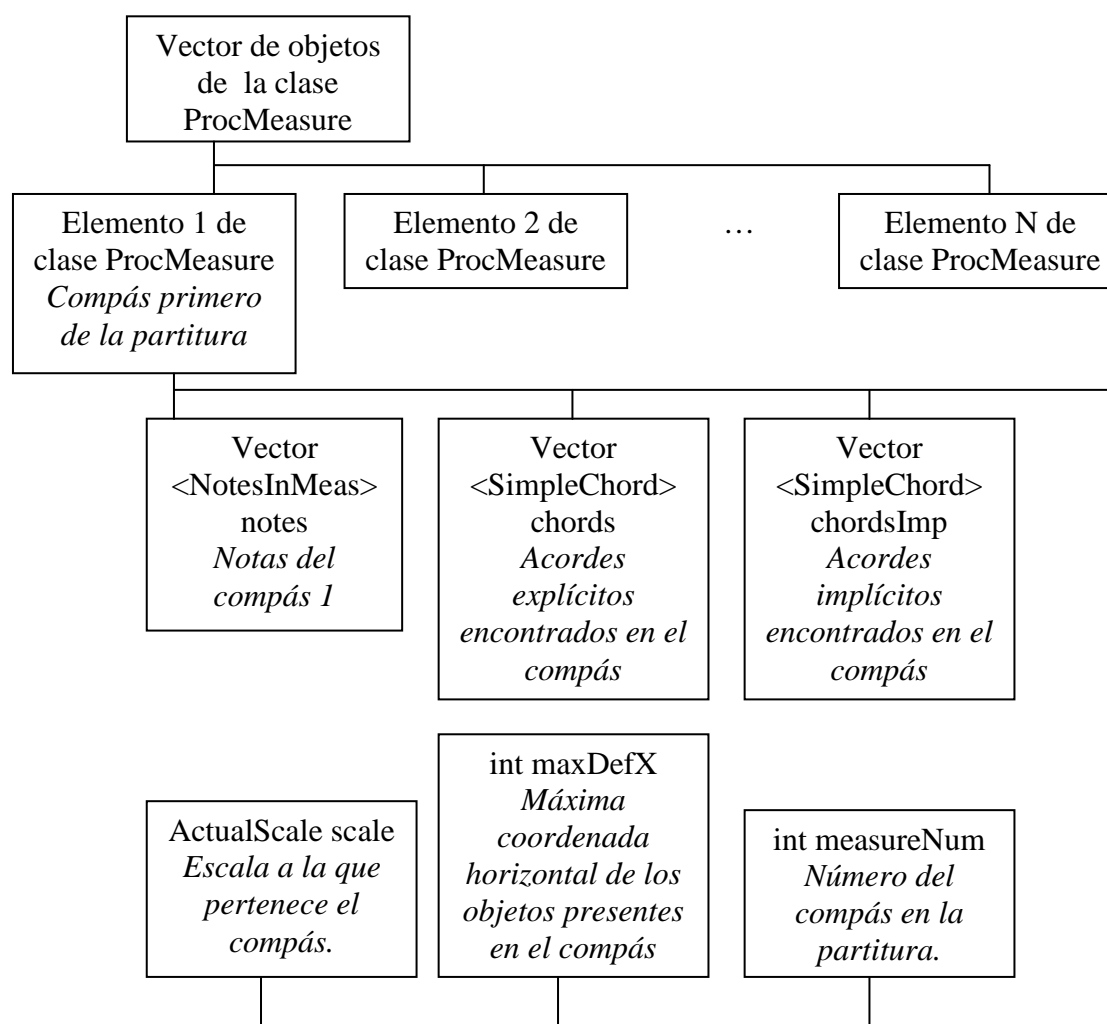 Vector de objetos
de la clase
ProcMeasure
Elemento 1 de
clase ProcMeasure
Compás primero
de la partitura
Elemento 2 de
clase ProcMeasure
…
Elemento N de
clase ProcMeasure
Vector
<NotesInMeas>
notes
Notas del
compás 1
Vector
<SimpleChord>
chords
Acordes
explícitos
encontrados en el
compás
Vector
<SimpleChord>
chordsImp
Acordes
implícitos
encontrados en el
compás
ActualScale scale
Escala a la que
pertenece el
compás.
int maxDefX
Máxima
coordenada
horizontal de los
objetos presentes
en el compás
int measureNum
Número del
compás en la
partitura.